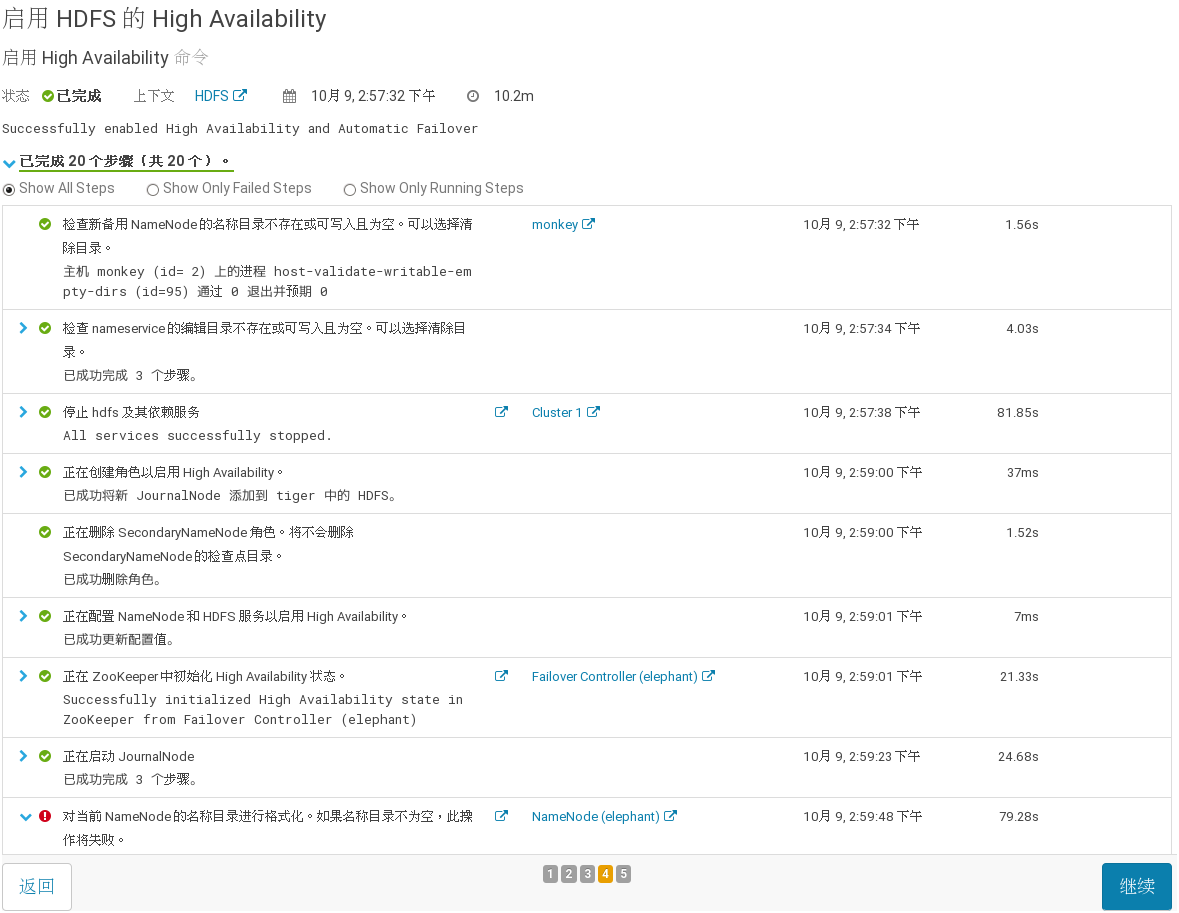 启用 HDFS 的 High Availability
启用 High Availability 命令
状态 已完成 上下文 HDFS 10月 9, 2:57:32 下午 10.2m
Successfully enabled High Availability and Automatic Failover
已完成 20 个步骤（共 20 个）。
Show All Steps Show Only Failed Steps Show Only Running Steps
检查新备用 NameNode 的名称目录不存在或可写入且为空。可以选择清 monkey 10月 9, 2:57:32 下午 1.56s
除目录。
主机 monkey (id= 2) 上的进程 host-validate-writable-em
pty-dirs (id=95) 通过 0 退出并预期 0
检查 nameservice 的编辑目录不存在或可写入且为空。可以选择清除目 10月 9, 2:57:34 下午 4.03s
录。
已成功完成 3 个步骤。
停止 hdfs 及其依赖服务 Cluster 1 10月 9, 2:57:38 下午 81.85s
All services successfully stopped.
正在创建角色以启用 High Availability。 10月 9, 2:59:00 下午 37ms
已成功将新 JournalNode 添加到 tiger 中的 HDFS。
正在删除 SecondaryNameNode 角色。将不会删除 10月 9, 2:59:00 下午 1.52s
SecondaryNameNode 的检查点目录。
已成功删除角色。
正在配置 NameNode 和 HDFS 服务以启用 High Availability。 10月 9, 2:59:01 下午 7ms
已成功更新配置值。
正在 ZooKeeper 中初始化 High Availability 状态。 Failover Controller (elephant) 10月 9, 2:59:01 下午 21.33s
Successfully initialized High Availability state in
ZooKeeper from Failover Controller (elephant)
正在启动 JournalNode 10月 9, 2:59:23 下午 24.68s
已成功完成 3 个步骤。
对当前 NameNode 的名称目录进行格式化。如果名称目录不为空，此操 NameNode (elephant) 10月 9, 2:59:48 下午 79.28s
作将失败。
返回 1 2 3 4 5 继续